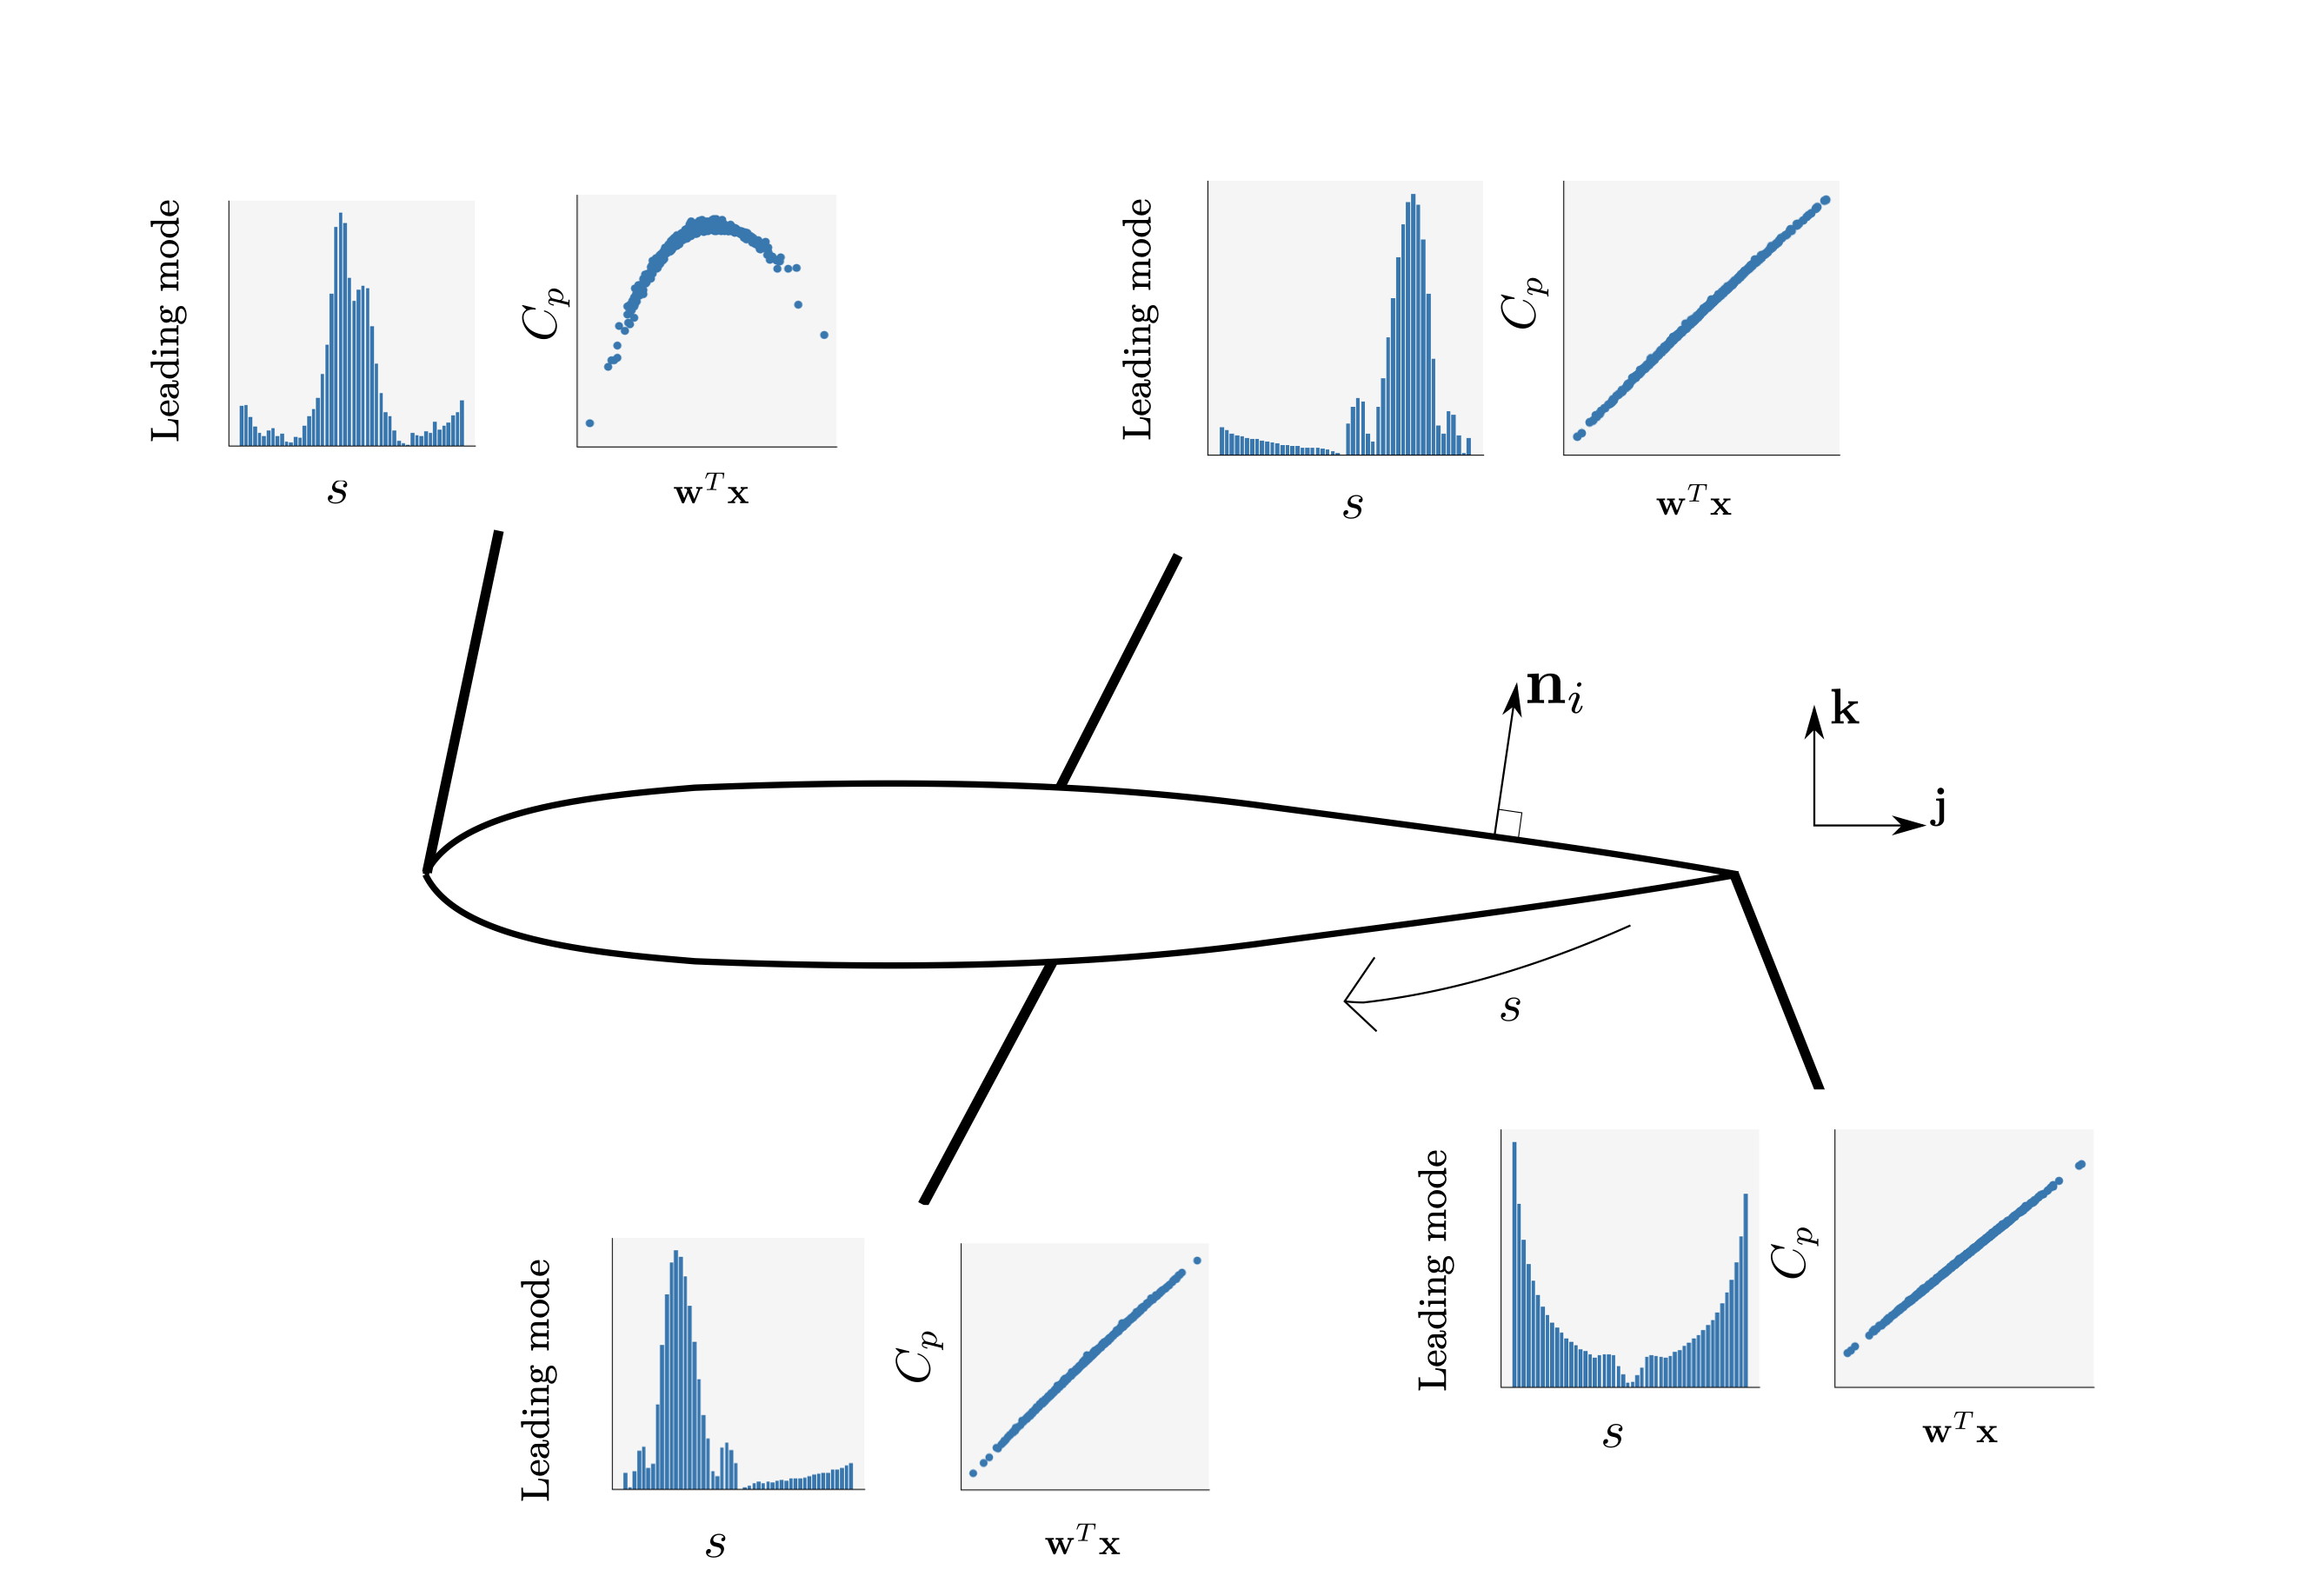 Leading mode
s
C_p
w^T x
Leading mode
s
C_p
w^T x
n_i
k
j
s
Leading mode
s
C_p
w^T x
Leading mode
s
C_p
w^T x